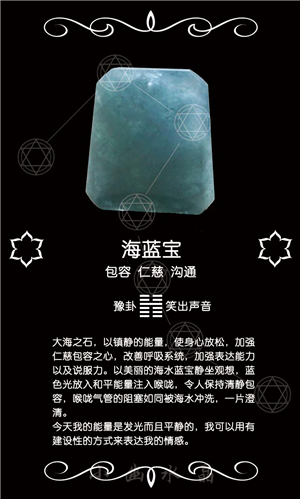 海蓝宝
包容 仁慈 沟通
豫卦 笑出声音
大海之石，以镇静的能量，使身心放松，加强
仁慈包容之心，改善呼吸系统，加强表达能力
以及说服力。以美丽的海水蓝宝静坐观想，蓝
色光放入和平能量注入喉咙，令人保持清静包
容，喉咙气管的阻塞如同被海水冲洗，一片澄
清。
今天我的能量是发光而且平静的，我可以用有
建设性的方式来表达我的情感。